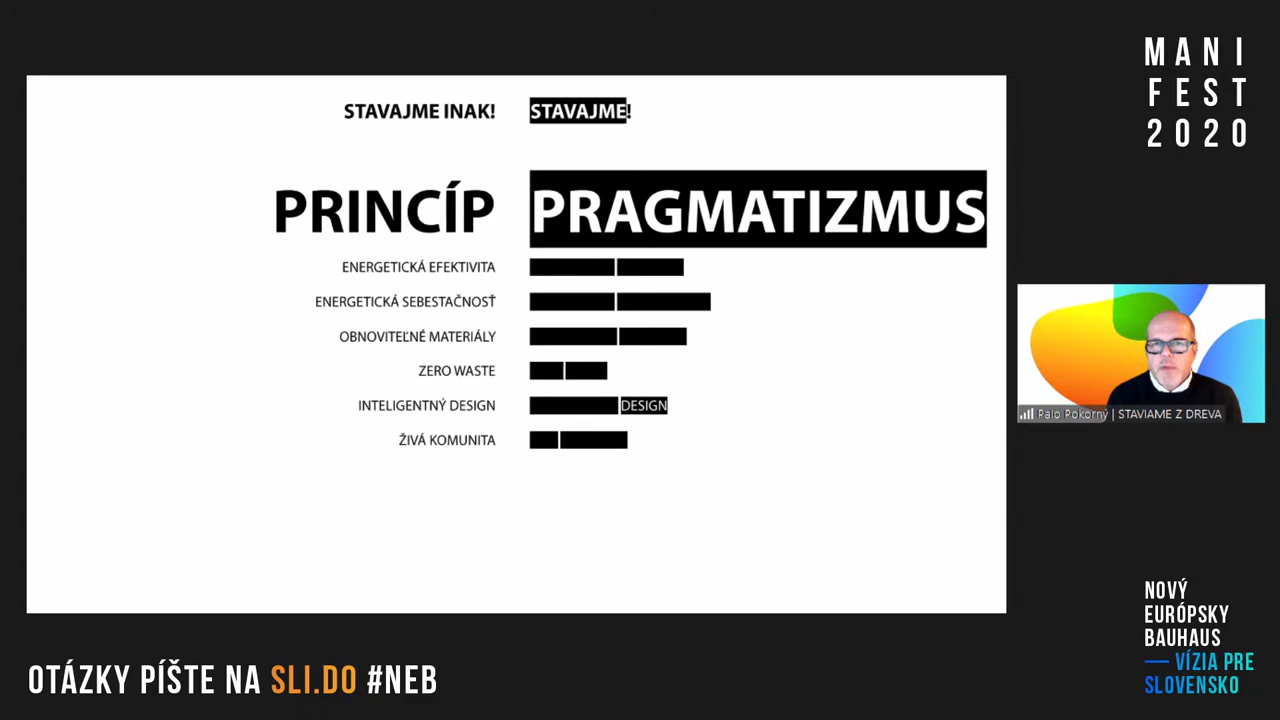 MANI
FEST
2020
STAVAJME INAK! STAVAJME!
PRINCÍP PRAGMATIZMUS
ENERGETICKÁ EFEKTIVITA
ENERGETICKÁ SEBESTAČNOSŤ
OBNOVITEĽNÉ MATERIÁLY
ZERO WASTE
INTELIGENTNÝ DESIGN DESIGN
ŽIVÁ KOMUNITA
Palo Pokorný | STAVIAME Z DREVA
NOVÝ
EURÓPSKY
BAUHAUS
— VÍZIA PRE
SLOVENSKO
OTÁZKY PÍŠTE NA SLI.DO #NEB